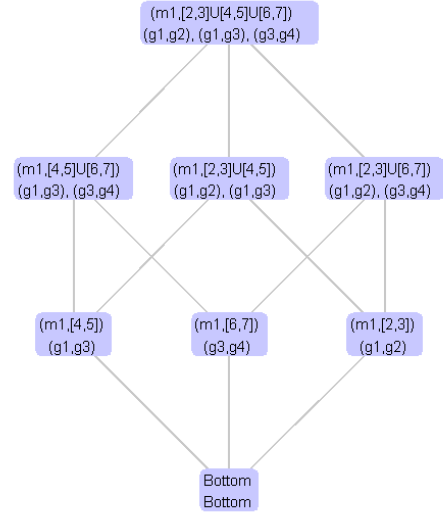 (m1,[2,3]U[4,5]U[6,7])
(g1,g2), (g1,g3), (g3,g4)
(m1,[4,5]U[6,7])
(g1,g3), (g3,g4)
(m1,[2,3]U[4,5])
(g1,g2), (g1,g3)
(m1,[2,3]U[6,7])
(g1,g2), (g3,g4)
(m1,[4,5])
(g1,g3)
(m1,[6,7])
(g3,g4)
(m1,[2,3])
(g1,g2)
Bottom
Bottom